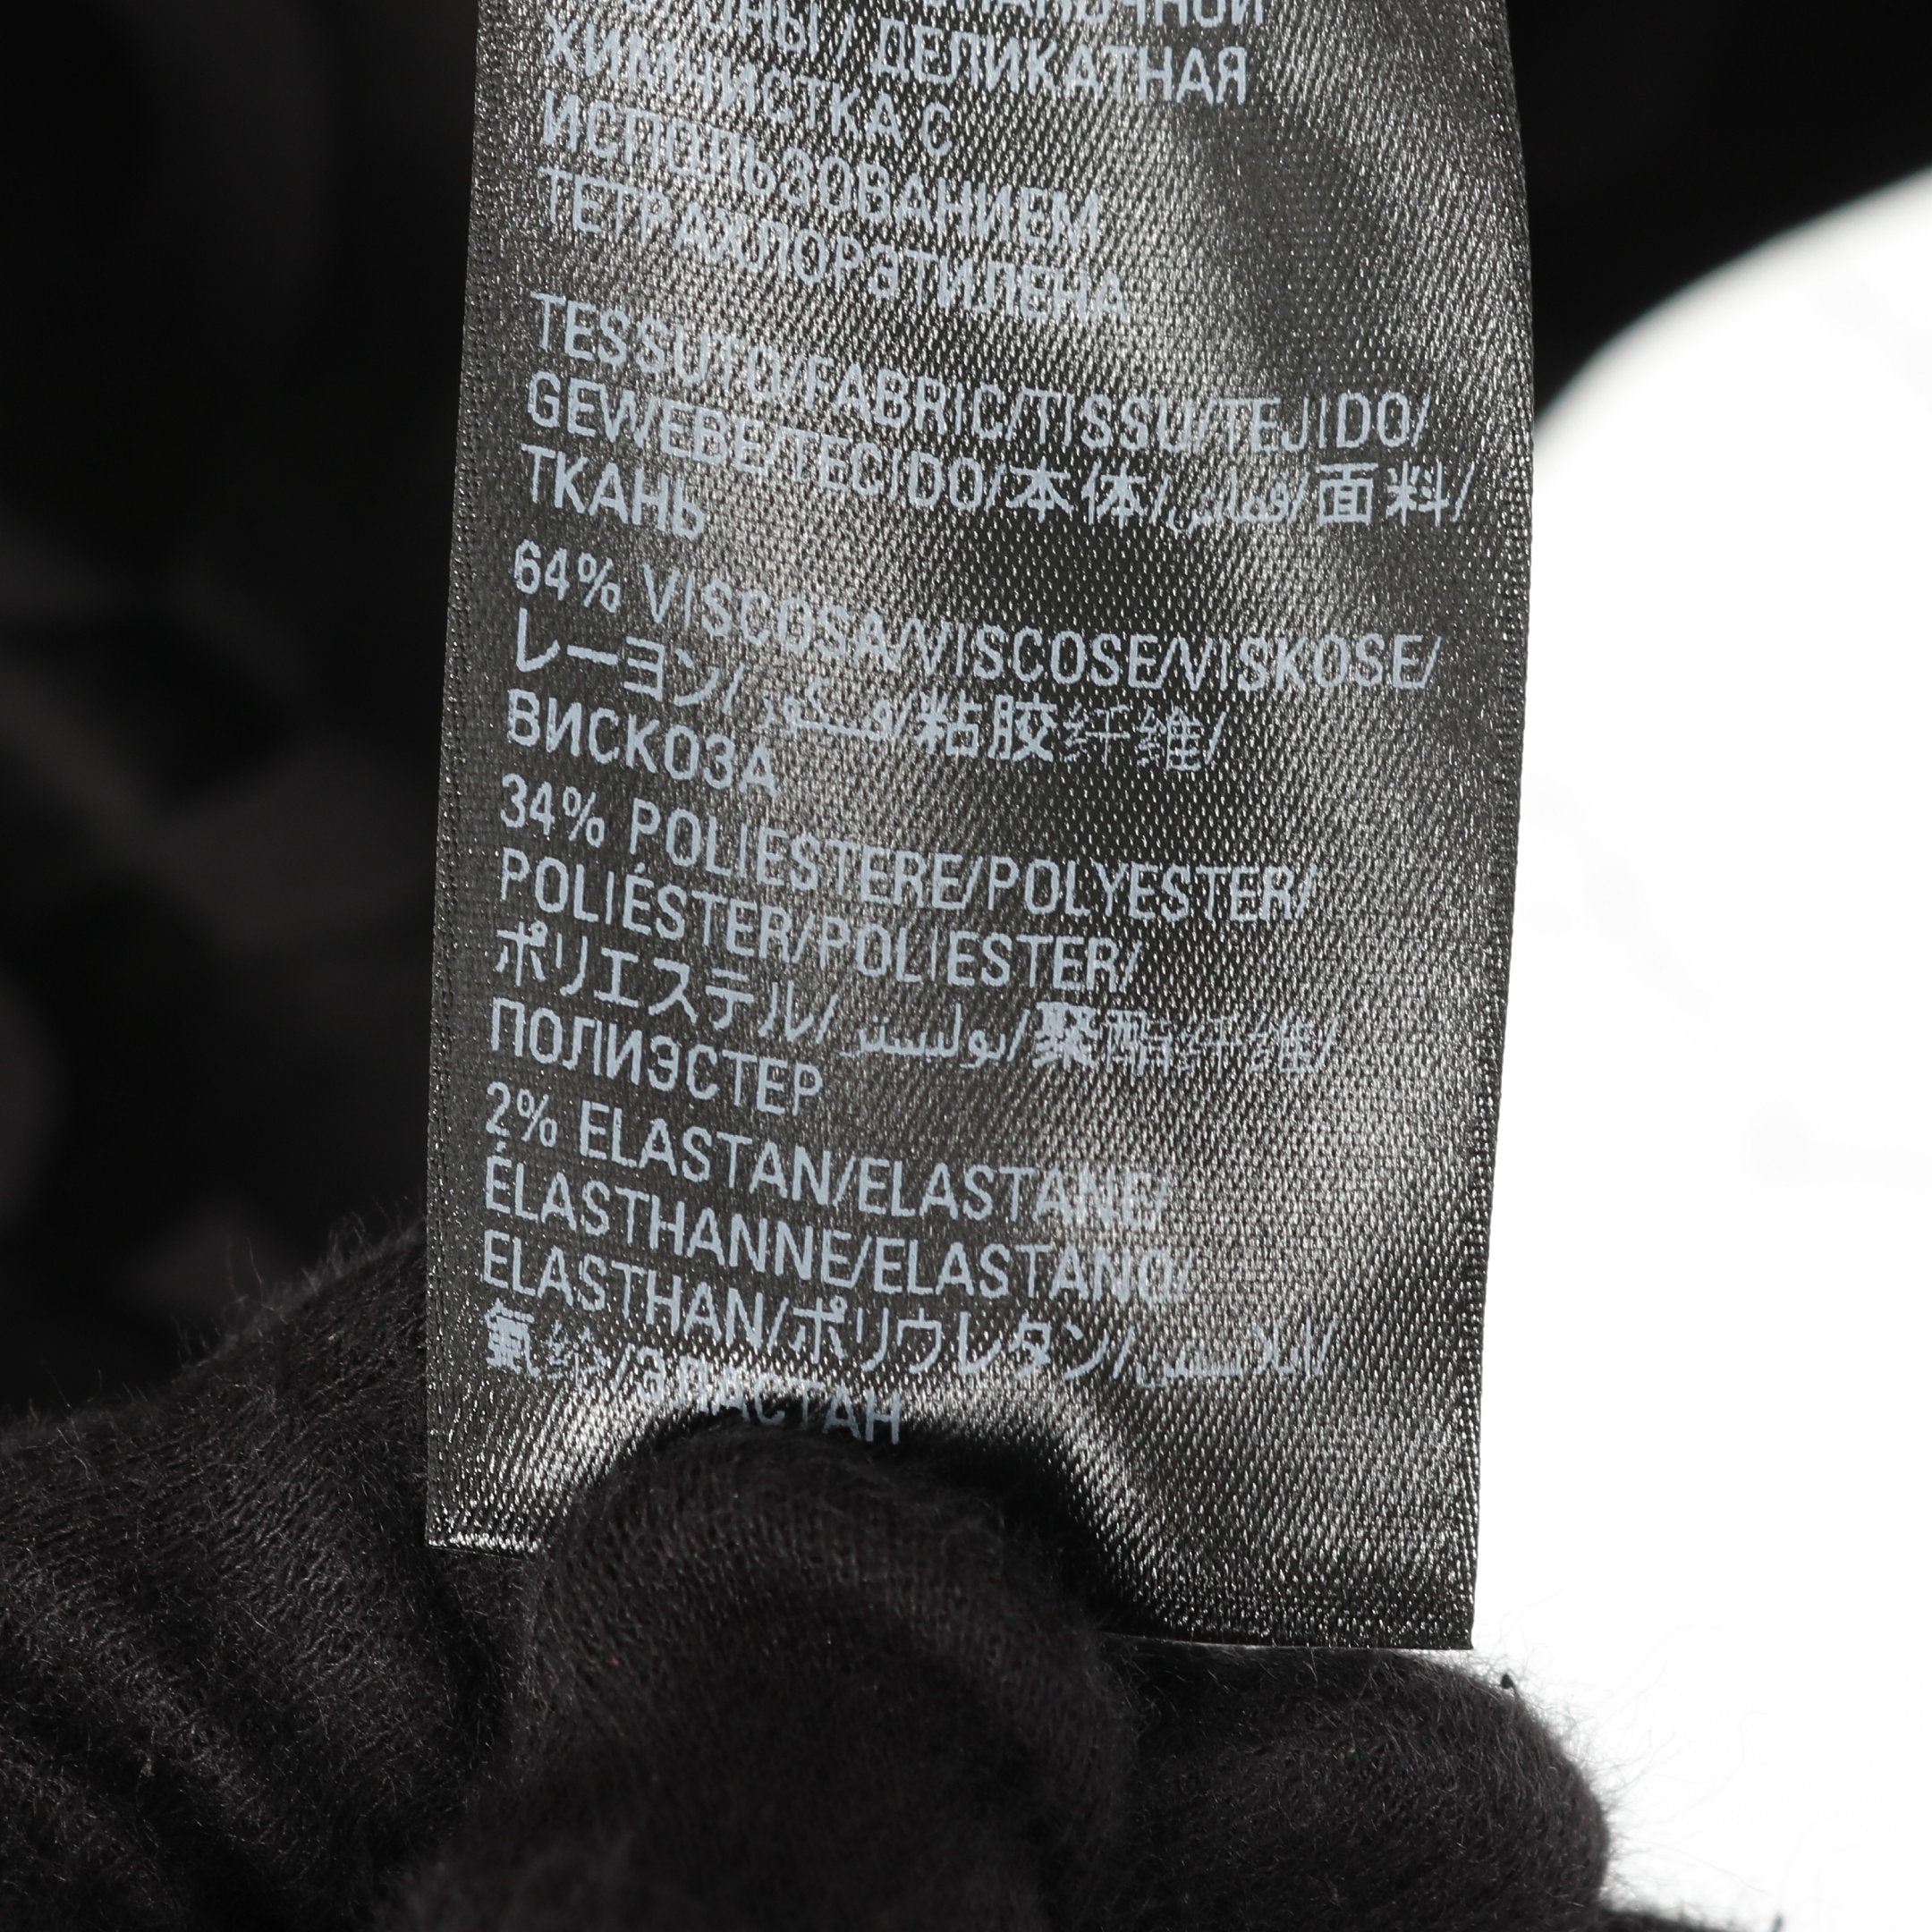 / ДЕЛИКАТНАЯ
ХИМЧИСТКА С
ИСПОЛЬЗОВАНИЕМ
ТЕТРАХЛОРЭТИЛЕНА
TESSUTO/FABRIC/TISSU/TEJIDO/
GEWEBE/TECIDO/本体/قماش/面料/
ТКАНЬ
64% VISCOSA/VISCOSE/VISKOSE/
レーヨン/فسكوز/粘胶纤维/
ВИСКОЗА
34% POLIESTERE/POLYESTER/
POLIÉSTER/POLIESTER/
ポリエステル/بوليستر/聚酯纤维/
ПОЛИЭСТЕР
2% ELASTAN/ELASTANE/
ÉLASTHANNE/ELASTANO/
ELASTHAN/ポリウレタン/
氨纶/ЭЛАСТАН